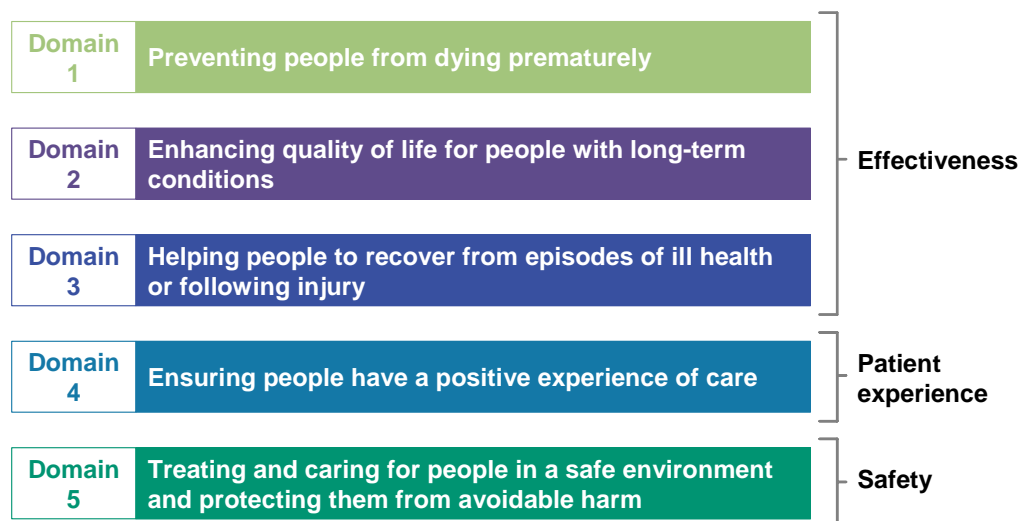 Domain
1
Preventing people from dying prematurely
Domain
2
Enhancing quality of life for people with long-term
conditions
Domain
3
Helping people to recover from episodes of ill health
or following injury
Effectiveness
Domain
4
Ensuring people have a positive experience of care
Patient
experience
Domain
5
Treating and caring for people in a safe environment
and protecting them from avoidable harm
Safety